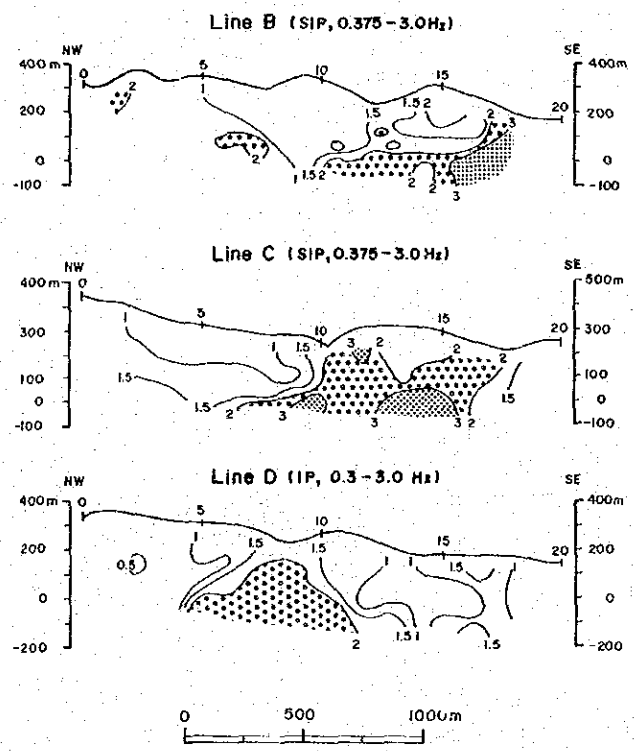 Line B (SIP, 0.375-3.0Hz)
NW SE
400m 0 5 10 15 20 400m
200 200
0 0
-100 -100
2 1 2 1 1.5 2 1.5 2 2 3 2 2 3
Line C (SIP, 0.375-3.0Hz)
NW SE
400m 0 5 10 15 20 500m
300 300
200
100 100
0 0
-100 -100
1 1.5 1.5 1 1.5 2 3 3 2 2 2 1.5 3 3 2
Line D (IP, 0.3-3.0 Hz)
NW SE
400m 0 5 10 15 20 400m
200 200
0 0
-200 -200
0.5 1 1.5 1.5 2 1 1 1.5 1 1.5 1 1.5
0 500 1000m